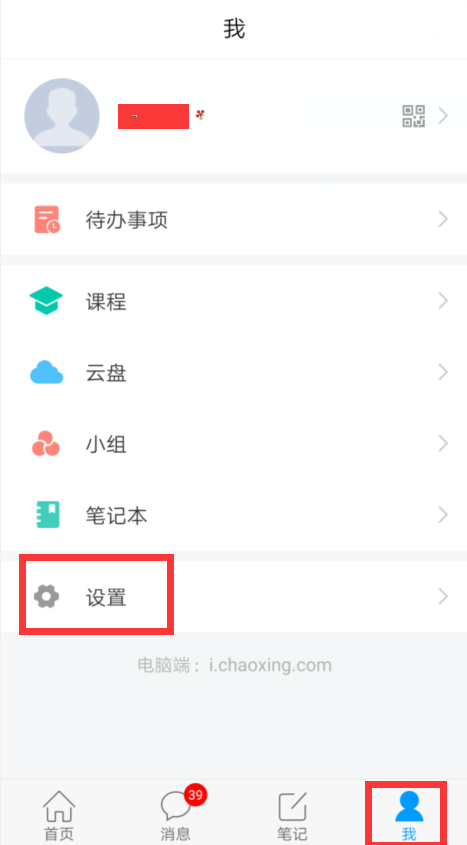 我
待办事项
课程
云盘
小组
笔记本
设置
电脑端：i.chaoxing.com
39
首页
消息
笔记
我